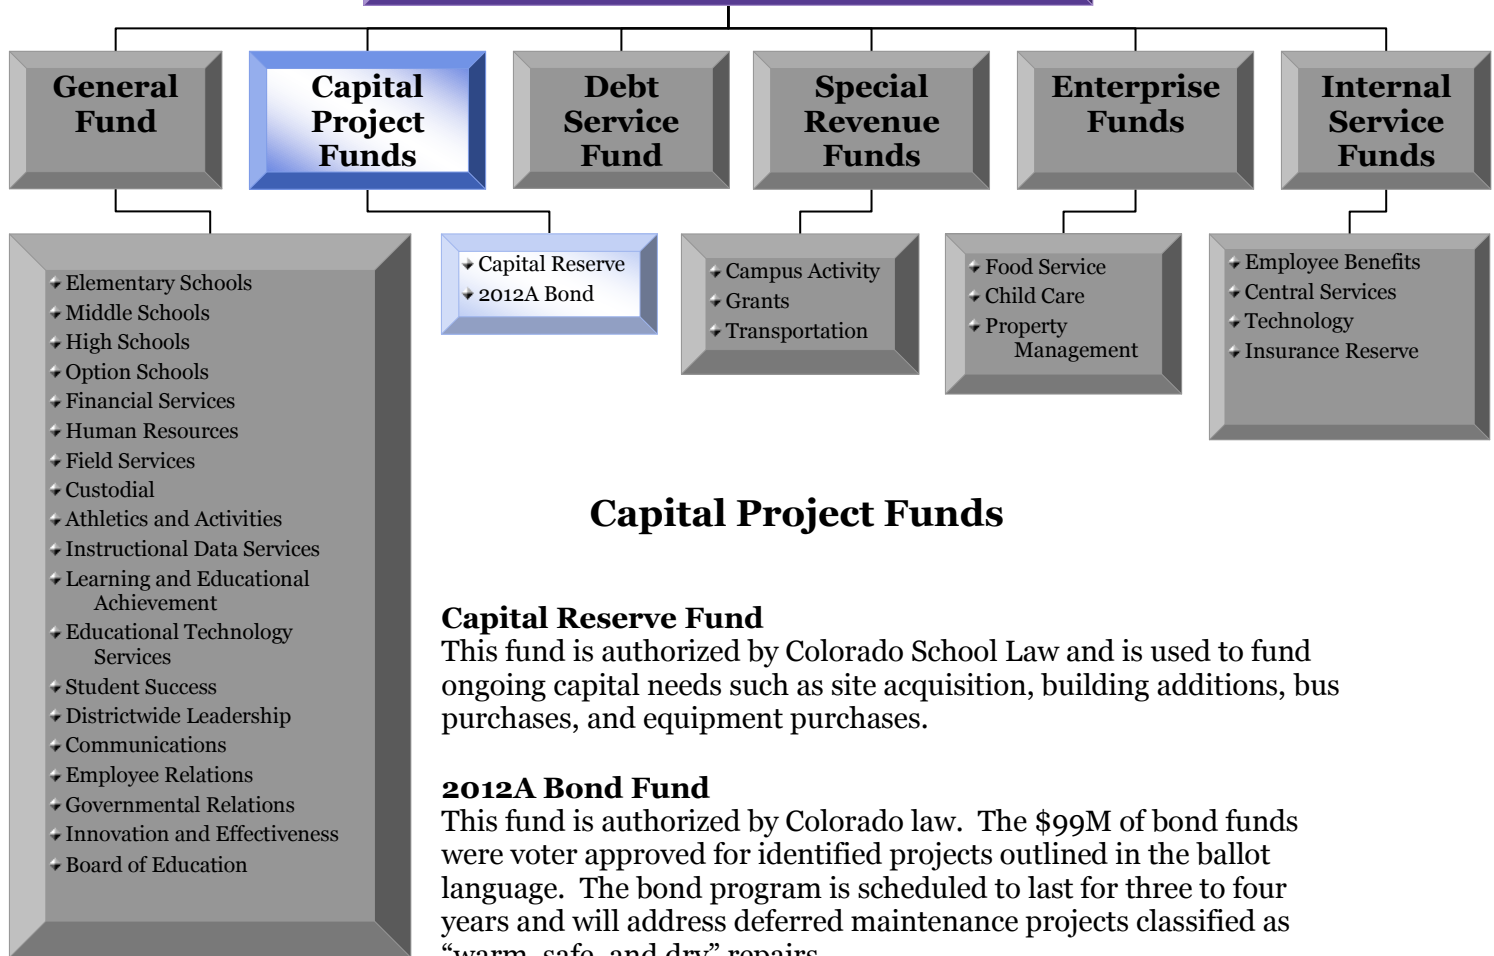 General
Fund
Capital
Project
Funds
Debt
Service
Fund
Special
Revenue
Funds
Enterprise
Funds
Internal
Service
Funds
Elementary Schools
Middle Schools
High Schools
Option Schools
Financial Services
Human Resources
Field Services
Custodial
Athletics and Activities
Instructional Data Services
Learning and Educational
Achievement
Educational Technology
Services
Student Success
Districtwide Leadership
Communications
Employee Relations
Governmental Relations
Innovation and Effectiveness
Board of Education
Capital Reserve
2012A Bond
Campus Activity
Grants
Transportation
Food Service
Child Care
Property
Management
Employee Benefits
Central Services
Technology
Insurance Reserve
Capital Project Funds
Capital Reserve Fund
This fund is authorized by Colorado School Law and is used to fund
ongoing capital needs such as site acquisition, building additions, bus
purchases, and equipment purchases.
2012A Bond Fund
This fund is authorized by Colorado law.  The $99M of bond funds
were voter approved for identified projects outlined in the ballot
language.  The bond program is scheduled to last for three to four
years and will address deferred maintenance projects classified as
“warm, safe, and dry” repairs.